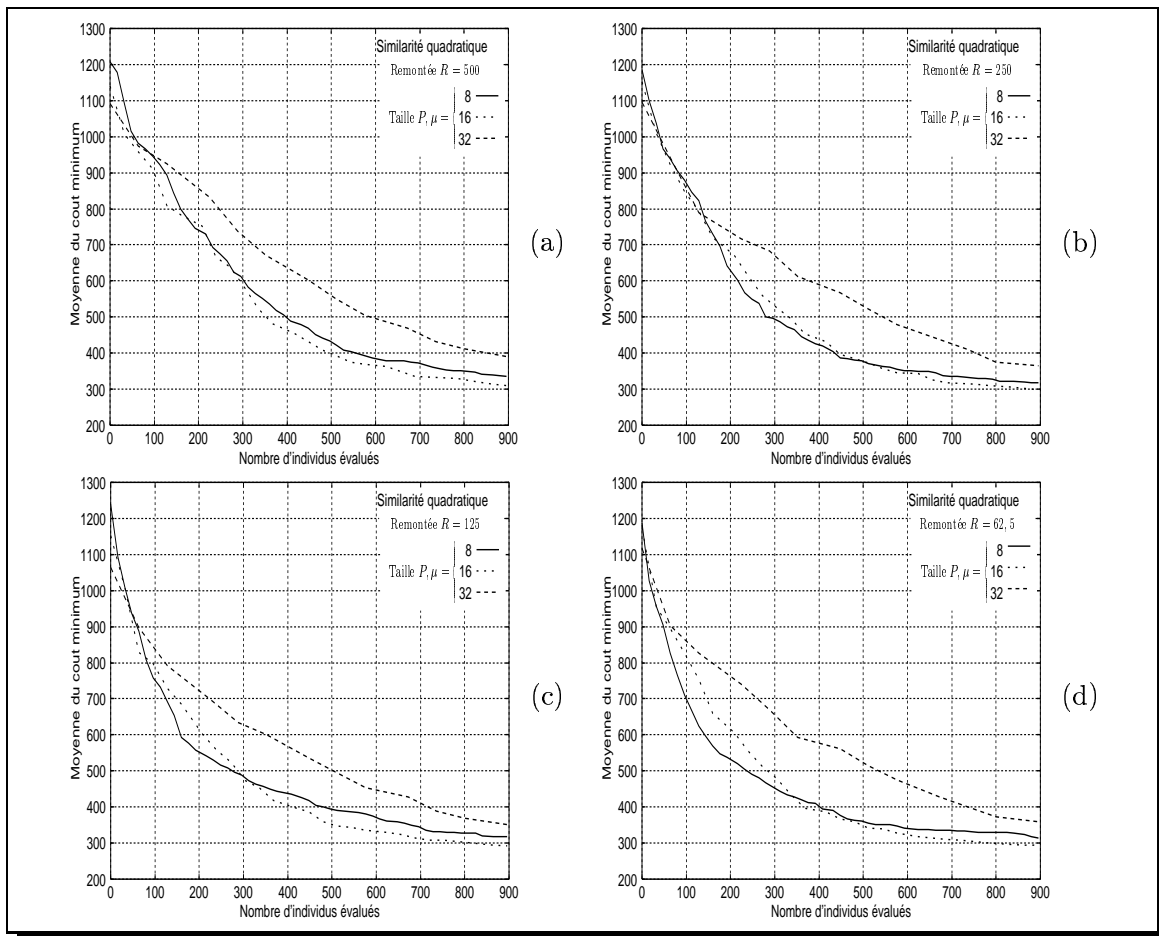 1300
1200
1100
1000
900
800
700
600
500
400
300
200
Moyenne du cout minimum
0 100 200 300 400 500 600 700 800 900
Nombre d'individus évalués
Similarité quadratique
Remontée R = 500
Taille P, μ =
8
16
32
(a)
1300
1200
1100
1000
900
800
700
600
500
400
300
200
Moyenne du cout minimum
0 100 200 300 400 500 600 700 800 900
Nombre d'individus évalués
Similarité quadratique
Remontée R = 250
Taille P, μ =
8
16
32
(b)
1300
1200
1100
1000
900
800
700
600
500
400
300
200
Moyenne du cout minimum
0 100 200 300 400 500 600 700 800 900
Nombre d'individus évalués
Similarité quadratique
Remontée R = 125
Taille P, μ =
8
16
32
(c)
1300
1200
1100
1000
900
800
700
600
500
400
300
200
Moyenne du cout minimum
0 100 200 300 400 500 600 700 800 900
Nombre d'individus évalués
Similarité quadratique
Remontée R = 62, 5
Taille P, μ =
8
16
32
(d)